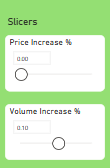 Slicers
Price Increase %
0.00
Volume Increase %
0.10